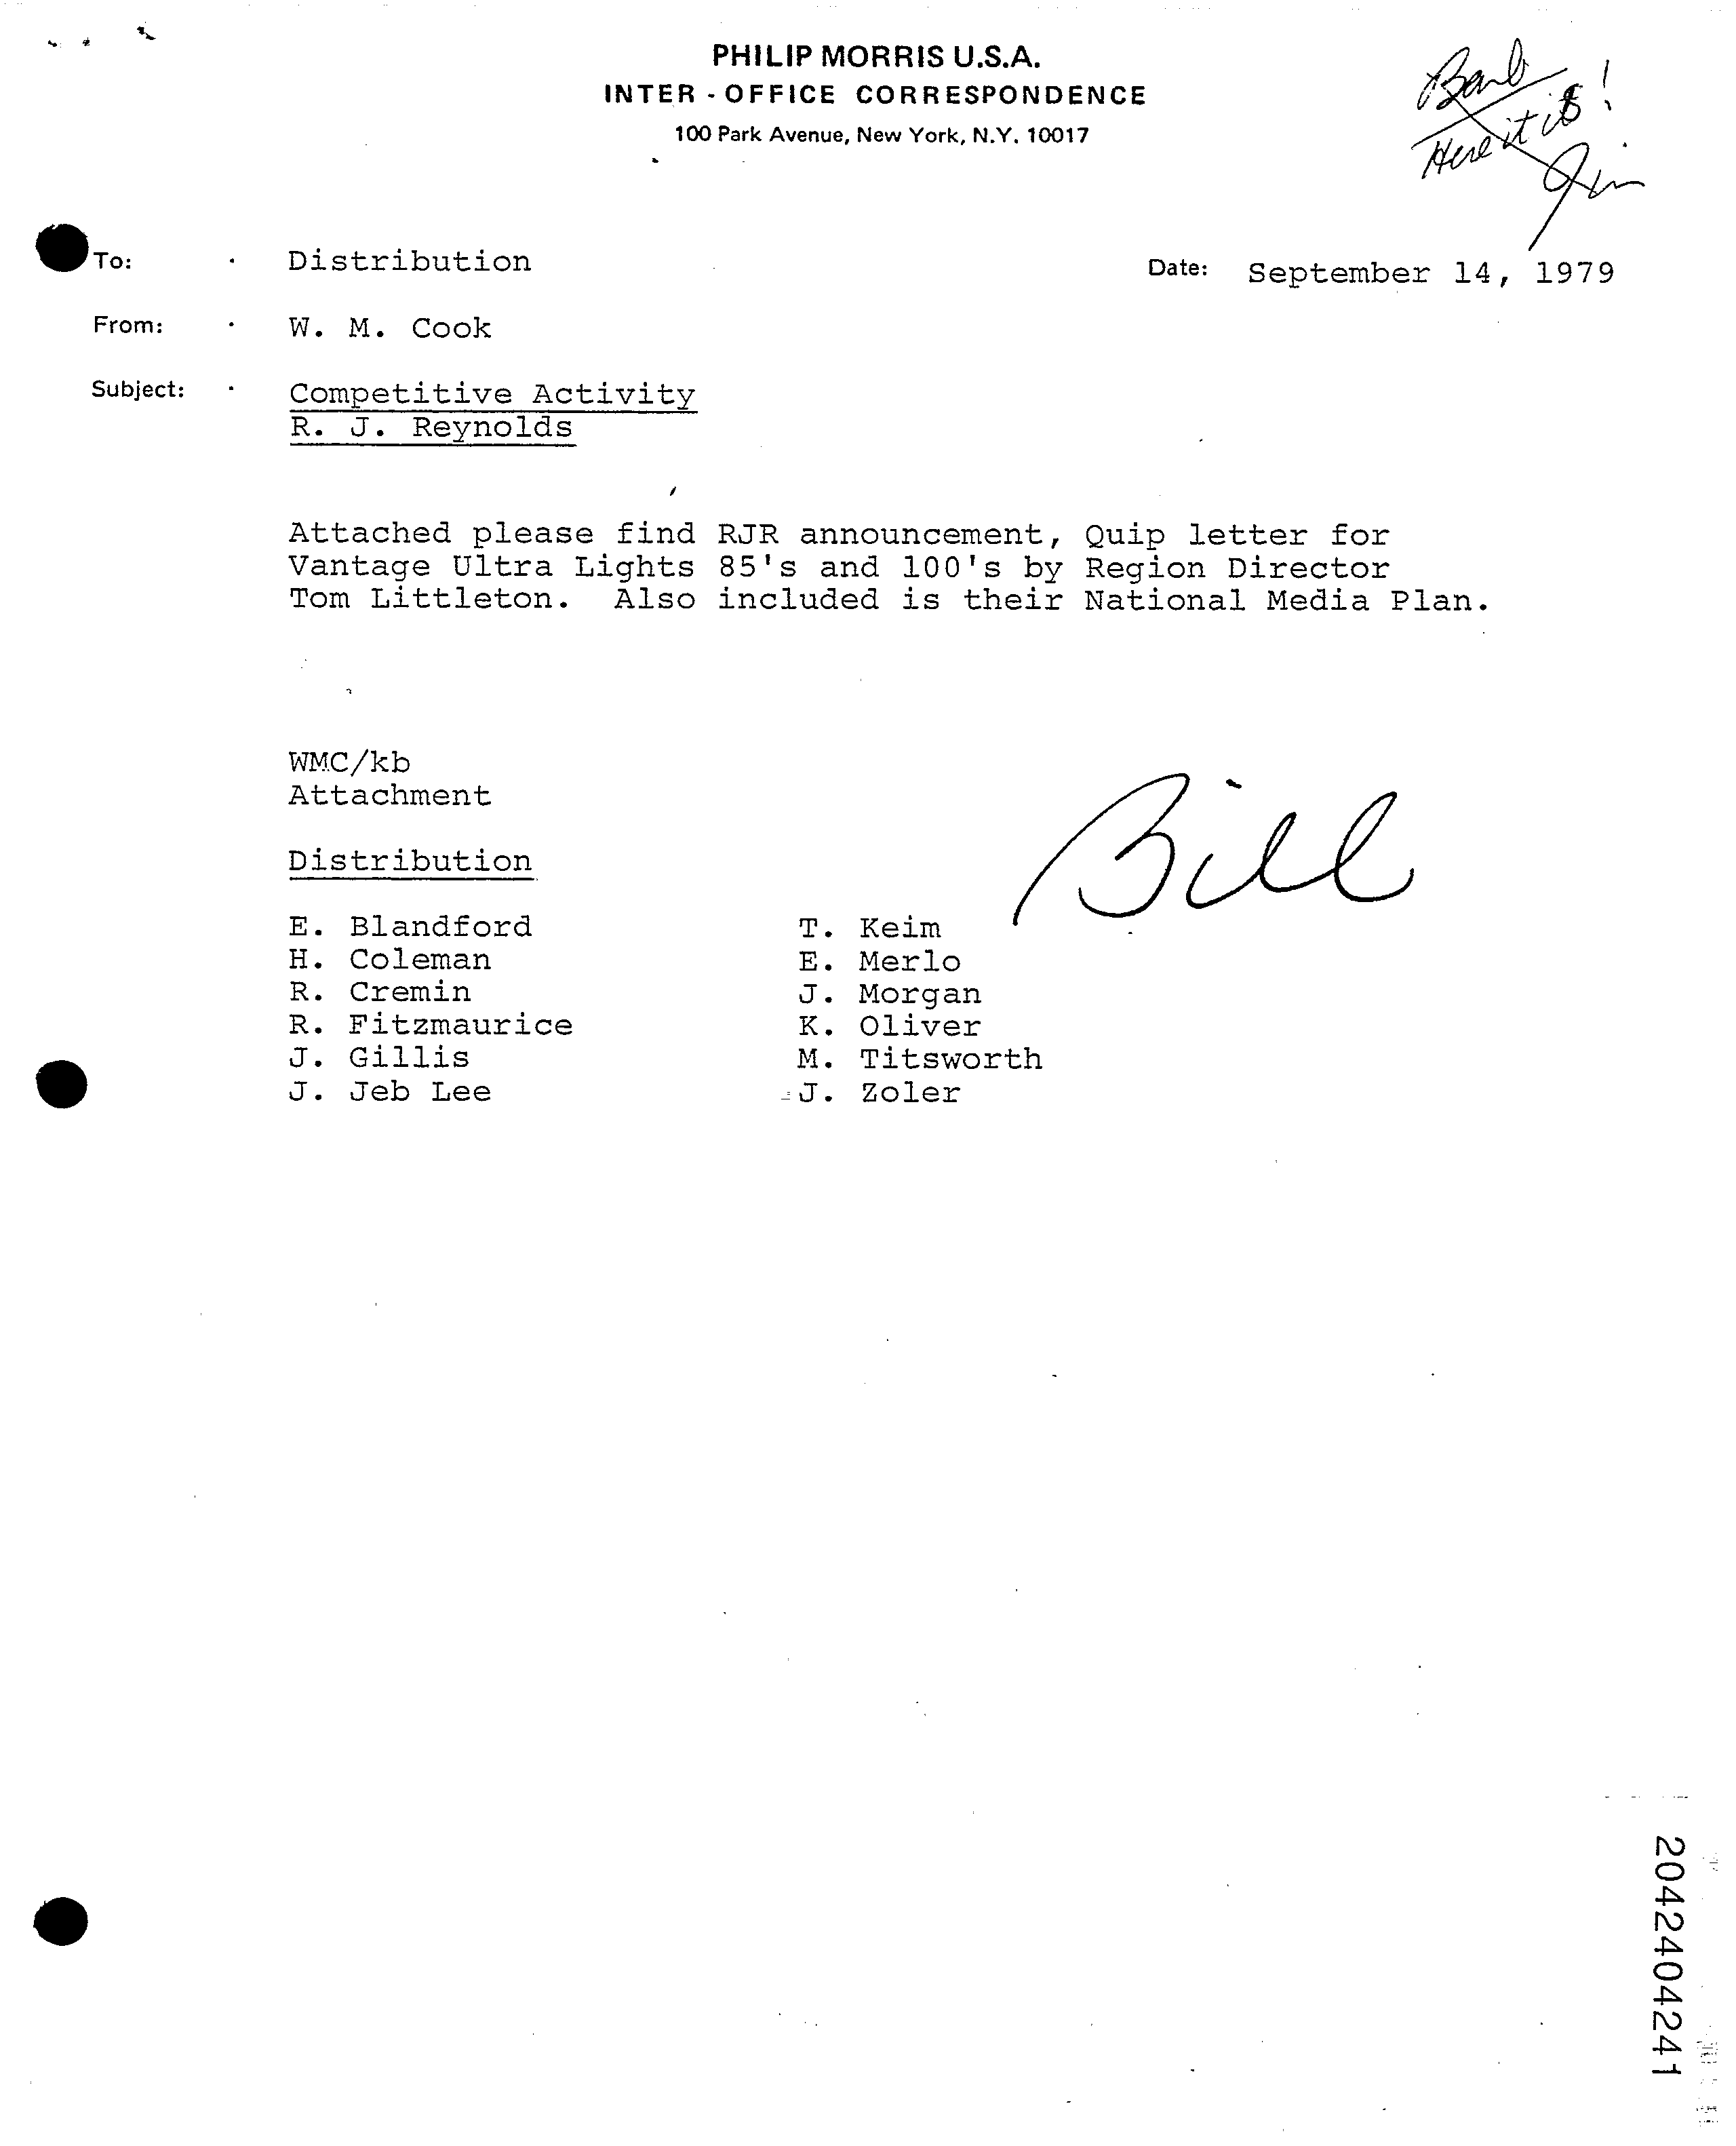 PHILIP MORRIS U.S.A.
INTER - OFFICE CORRESPONDENCE
100 Park Avenue, New York, N.Y. 10017
Barb
Here it is!
Jim
To: Distribution
Date: September 14, 1979
From: W. M. Cook
Subject: Competitive Activity
R. J. Reynolds
Attached please find RJR announcement, Quip letter for
Vantage Ultra Lights 85's and 100's by Region Director
Tom Littleton. Also included is their National Media Plan.
WMC/kb
Attachment
Bill
Distribution
E. Blandford
H. Coleman
R. Cremin
R. Fitzmaurice
J. Gillis
J. Jeb Lee
T. Keim
E. Merlo
J. Morgan
K. Oliver
M. Titsworth
J. Zoler
2042404241